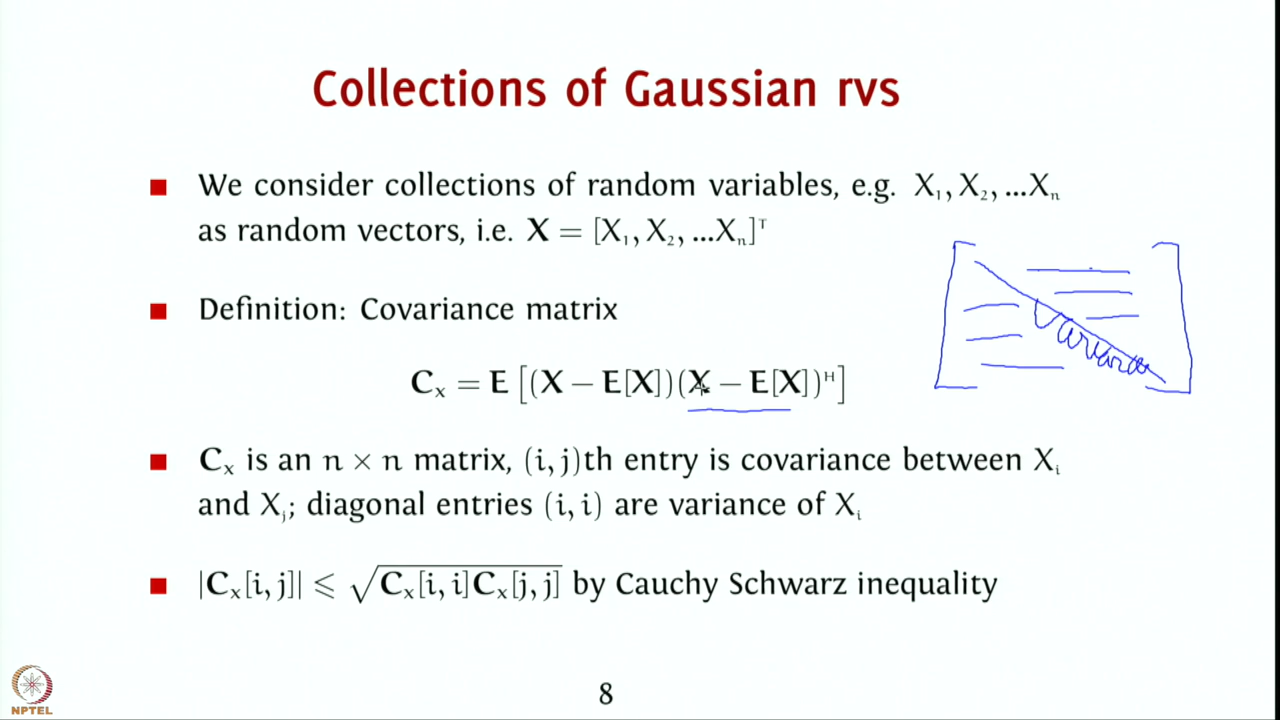 Collections of Gaussian rvs
We consider collections of random variables, e.g. X₁, X₂, ...Xₙ
as random vectors, i.e. X = [X₁, X₂, ...Xₙ]ᵀ
Definition: Covariance matrix
Cₓ = E [(X − E[X])(X − E[X])ᴴ]
Cₓ is an n × n matrix, (i, j)th entry is covariance between Xᵢ
and Xⱼ; diagonal entries (i, i) are variance of Xᵢ
|Cₓ[i, j]| ⩽ √Cₓ[i, i]Cₓ[j, j] by Cauchy Schwarz inequality
8
NPTEL